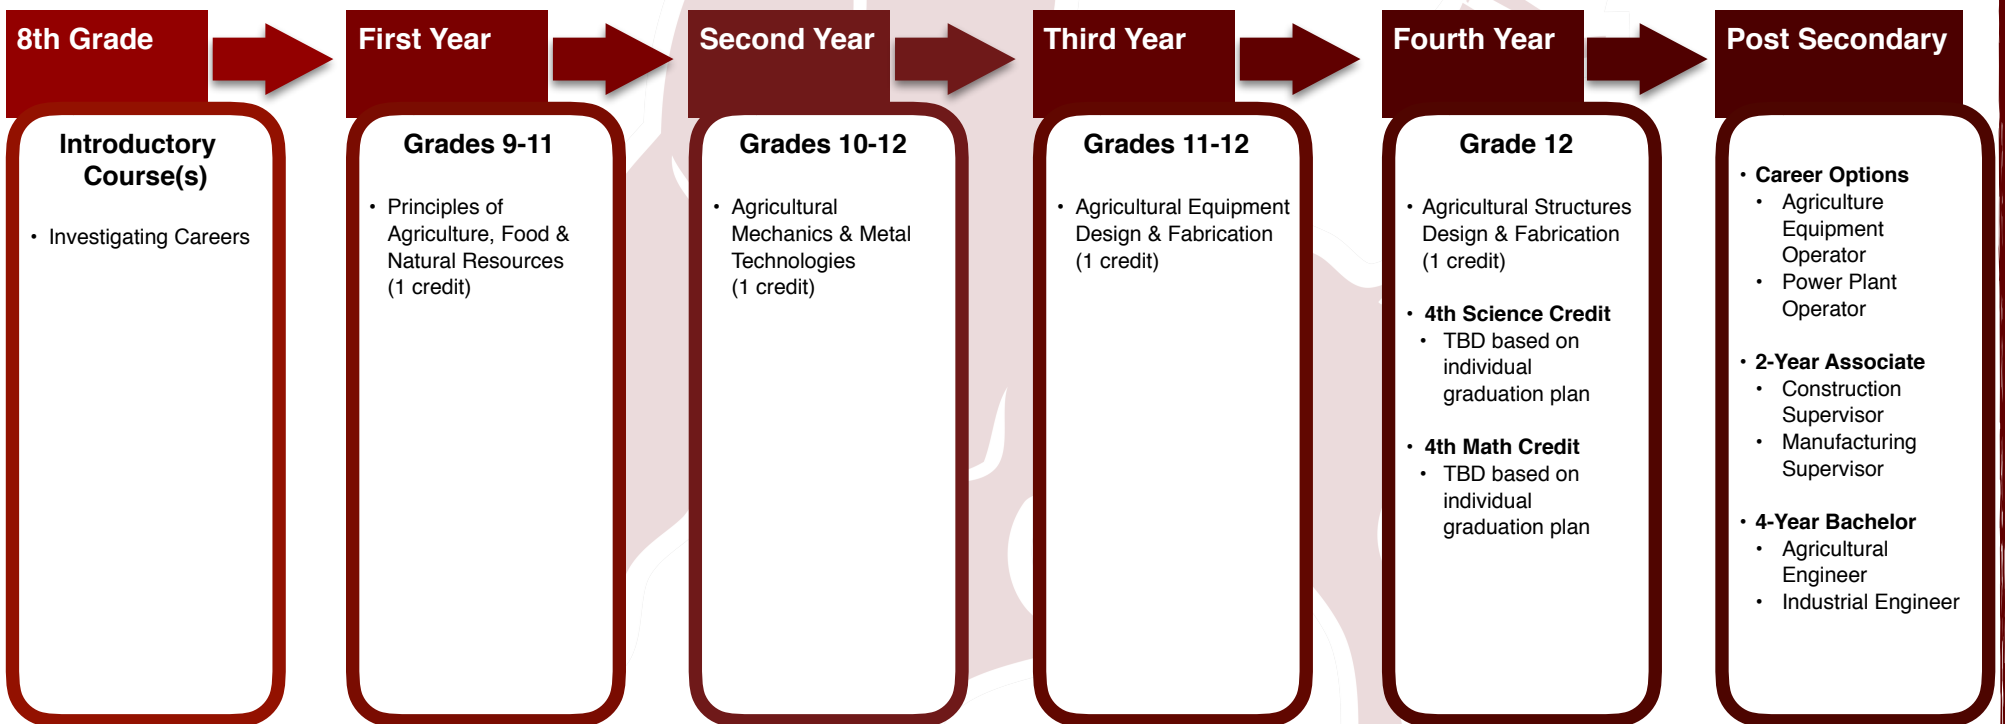 8th Grade
Introductory
Course(s)
• Investigating Careers
First Year
Grades 9-11
• Principles of
Agriculture, Food &
Natural Resources
(1 credit)
Second Year
Grades 10-12
• Agricultural
Mechanics & Metal
Technologies
(1 credit)
Third Year
Grades 11-12
• Agricultural Equipment
Design & Fabrication
(1 credit)
Fourth Year
Grade 12
• Agricultural Structures
Design & Fabrication
(1 credit)
• 4th Science Credit
• TBD based on
individual
graduation plan
• 4th Math Credit
• TBD based on
individual
graduation plan
Post Secondary
• Career Options
• Agriculture
Equipment
Operator
• Power Plant
Operator
• 2-Year Associate
• Construction
Supervisor
• Manufacturing
Supervisor
• 4-Year Bachelor
• Agricultural
Engineer
• Industrial Engineer